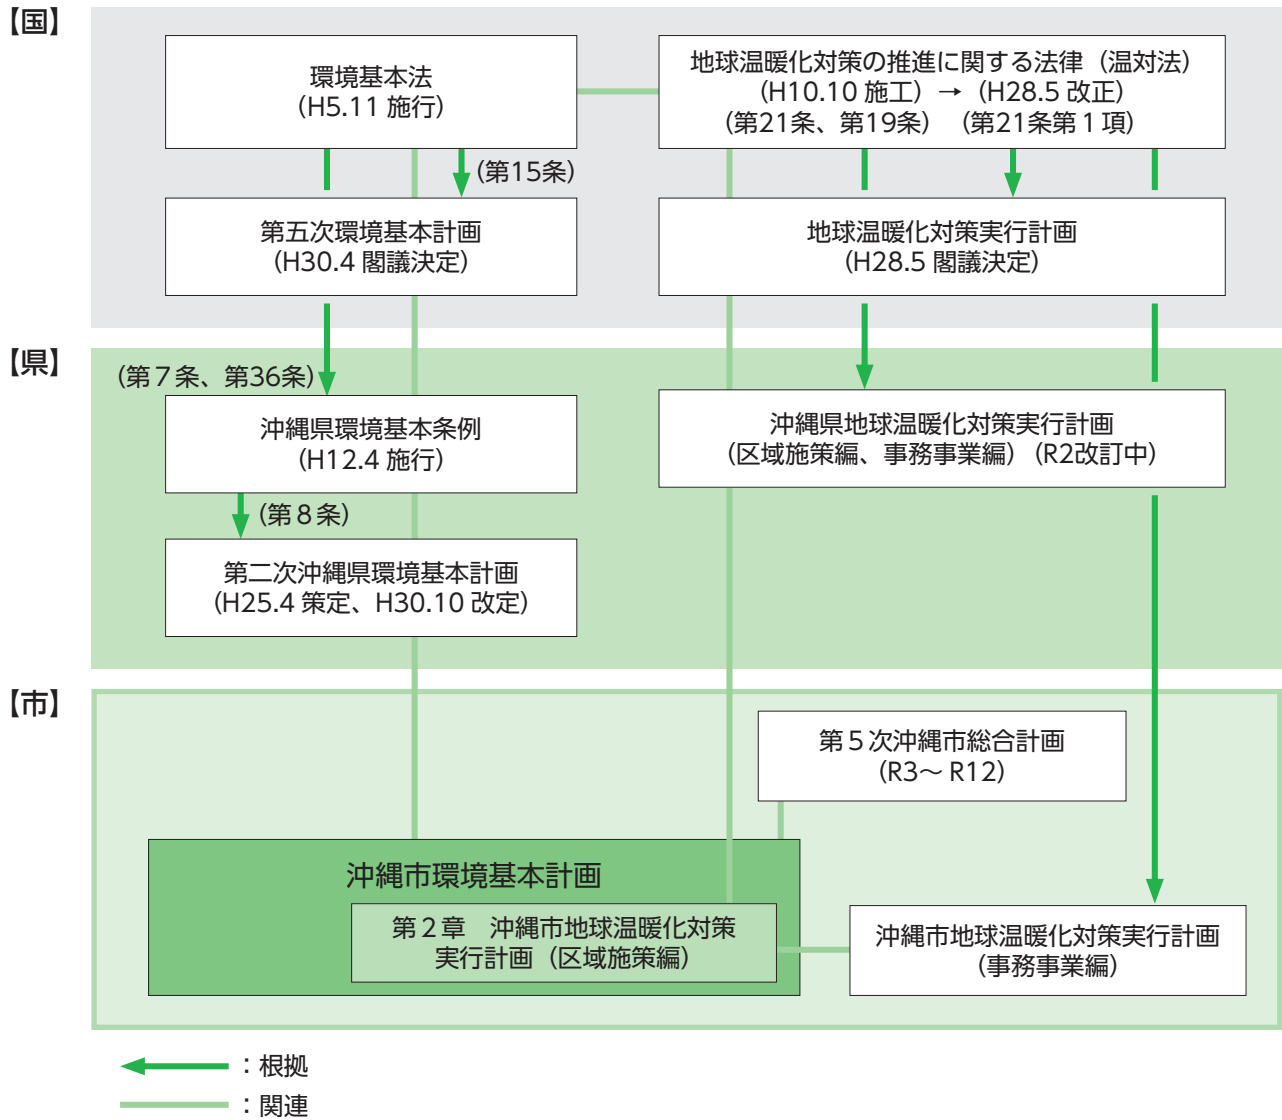 【国】
環境基本法
（H5.11 施行）
地球温暖化対策の推進に関する法律（温対法）
（H10.10 施工）→（H28.5 改正）
（第21条、第19条）（第21条第１項）
（第15条）
第五次環境基本計画
（H30.4 閣議決定）
地球温暖化対策実行計画
（H28.5 閣議決定）
【県】
（第７条、第36条）
沖縄県環境基本条例
（H12.4 施行）
沖縄県地球温暖化対策実行計画
（区域施策編、事務事業編）（R2改訂中）
（第８条）
第二次沖縄県環境基本計画
（H25.4 策定、H30.10 改定）
【市】
第５次沖縄市総合計画
（R3～ R12）
沖縄市環境基本計画
第２章　沖縄市地球温暖化対策
実行計画（区域施策編）
沖縄市地球温暖化対策実行計画
（事務事業編）
：根拠
：関連